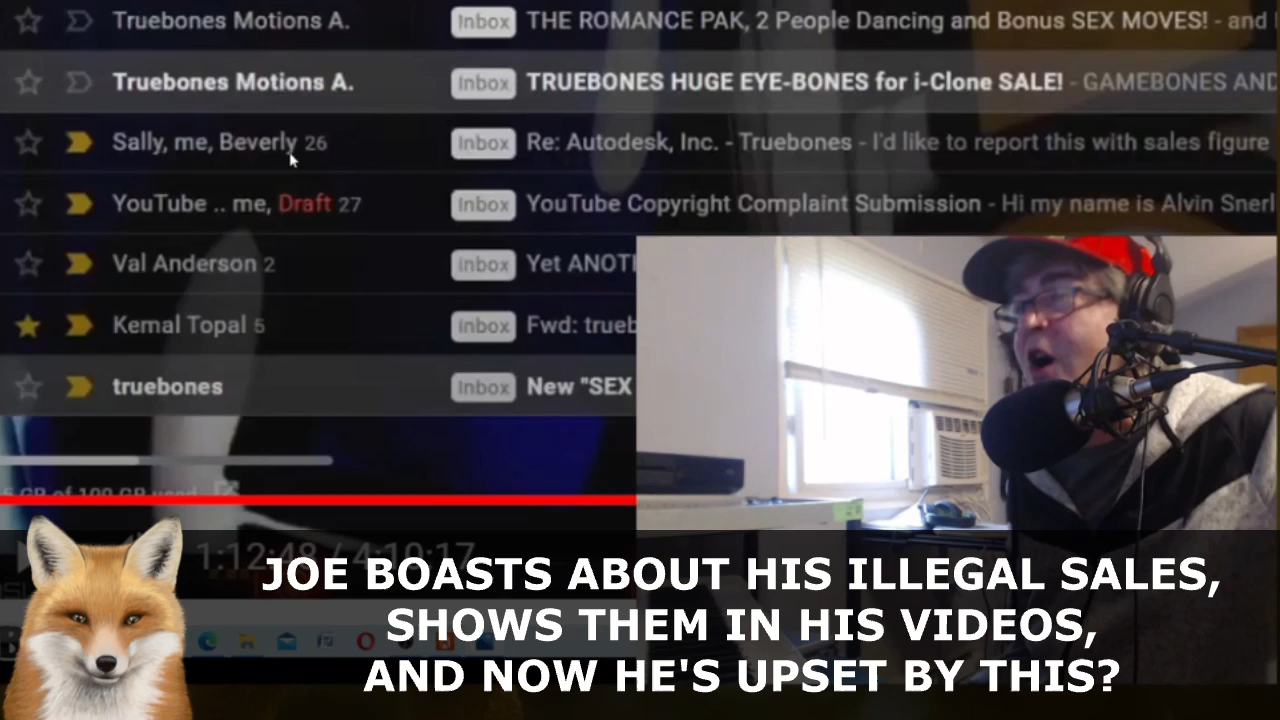 Truebones Motions A. Inbox THE ROMANCE PAK, 2 People Dancing and Bonus SEX MOVES! - and
Truebones Motions A. Inbox TRUEBONES HUGE EYE-BONES for i-Clone SALE! - GAMEBONES AND
Sally, me, Beverly 26 Inbox Re: Autodesk, Inc. - Truebones - I'd like to report this with sales figure
YouTube .. me, Draft 27 Inbox YouTube Copyright Complaint Submission - Hi my name is Alvin Snerl
Val Anderson 2 Inbox Yet ANOT
Kemal Topal 5 Inbox Fwd: trueb
truebones Inbox New "SEX
GB of 100 GB used
1:12:48 / 4:10:17
JOE BOASTS ABOUT HIS ILLEGAL SALES,
SHOWS THEM IN HIS VIDEOS,
AND NOW HE'S UPSET BY THIS?